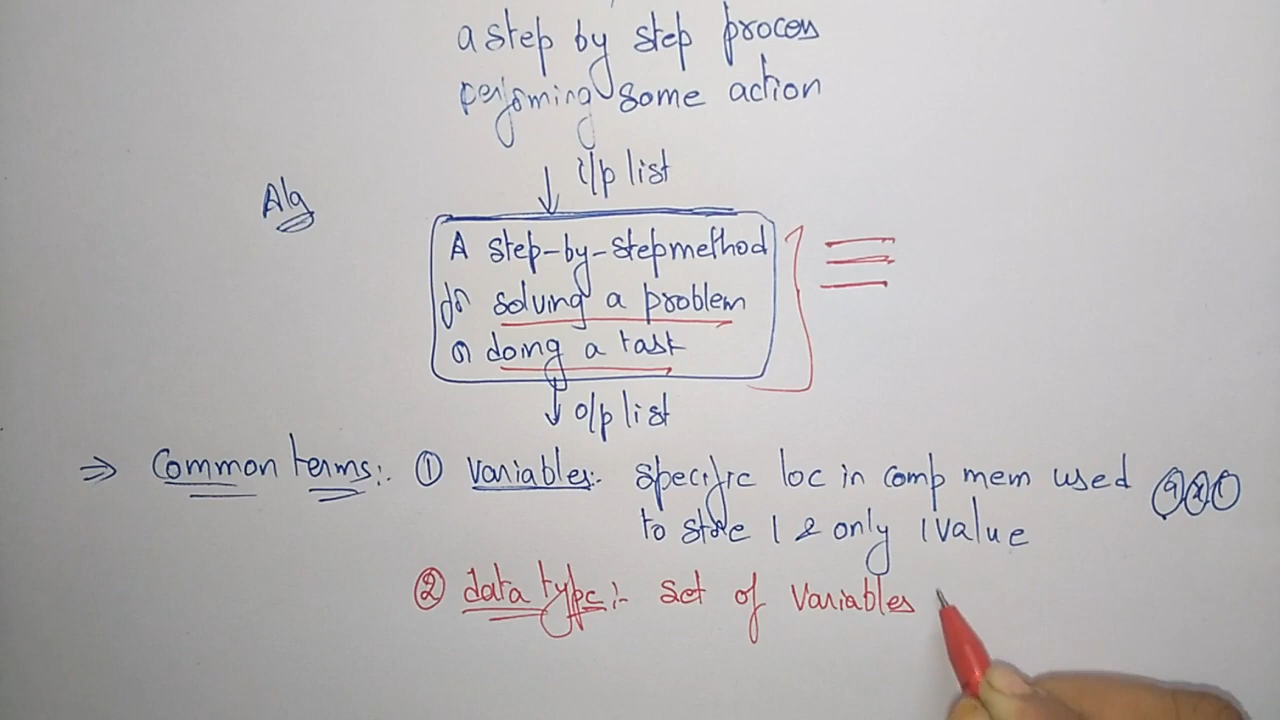 a step by step process
performing some action
i/p list
Alg
A step-by-step method
for solving a problem
or doing a task
o/p list
⇒ Common terms:- ① Variables:- Specific loc in comp mem used
to store 1 & only 1 value
② data type:- set of Variables